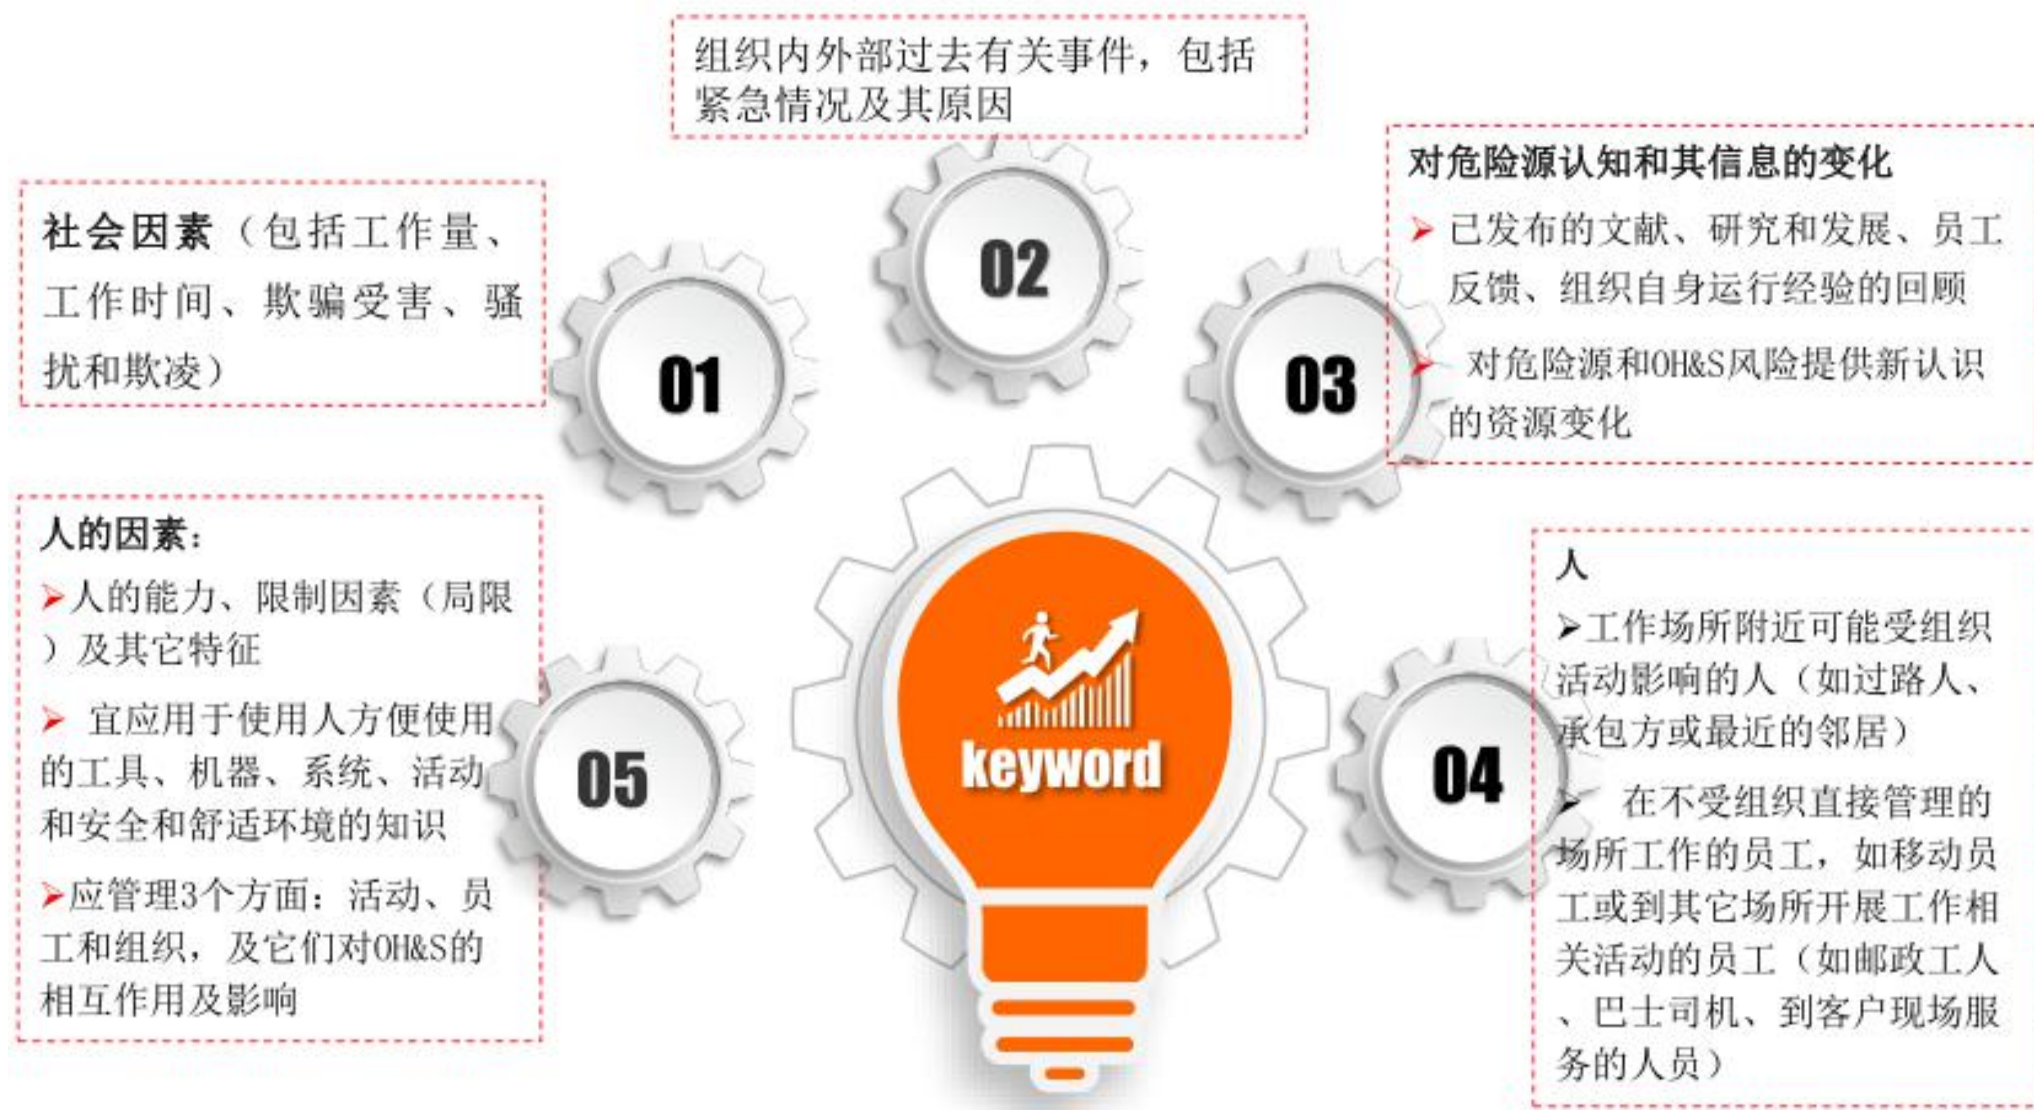 组织内外部过去有关事件，包括
紧急情况及其原因
社会因素（包括工作量、
工作时间、欺骗受害、骚
扰和欺凌）
01
02
03
对危险源认知和其信息的变化
已发布的文献、研究和发展、员工
反馈、组织自身运行经验的回顾
对危险源和OH&S风险提供新认识
的资源变化
人的因素：
人的能力、限制因素（局限
）及其它特征
宜应用于使用人方便使用
的工具、机器、系统、活动
和安全和舒适环境的知识
应管理3个方面：活动、员
工和组织，及它们对OH&S的
相互作用及影响
05
keyword
04
人
工作场所附近可能受组织
活动影响的人（如过路人、
承包方或最近的邻居）
在不受组织直接管理的
场所工作的员工，如移动员
工或到其它场所开展工作相
关活动的员工（如邮政工人
、巴士司机、到客户现场服
务的人员）